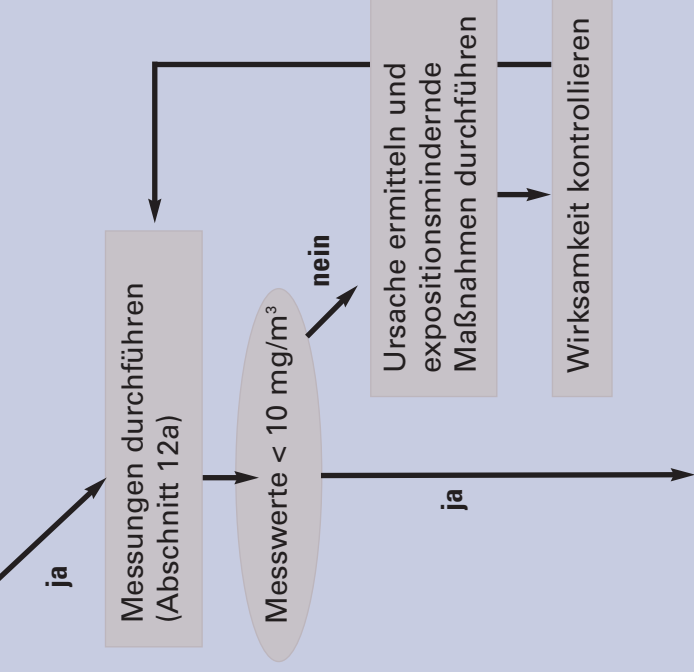 ja
Messungen durchführen
(Abschnitt 12a)
Messwerte < 10 mg/m³
nein
ja
Ursache ermitteln und
expositionsmindernde
Maßnahmen durchführen
Wirksamkeit kontrollieren